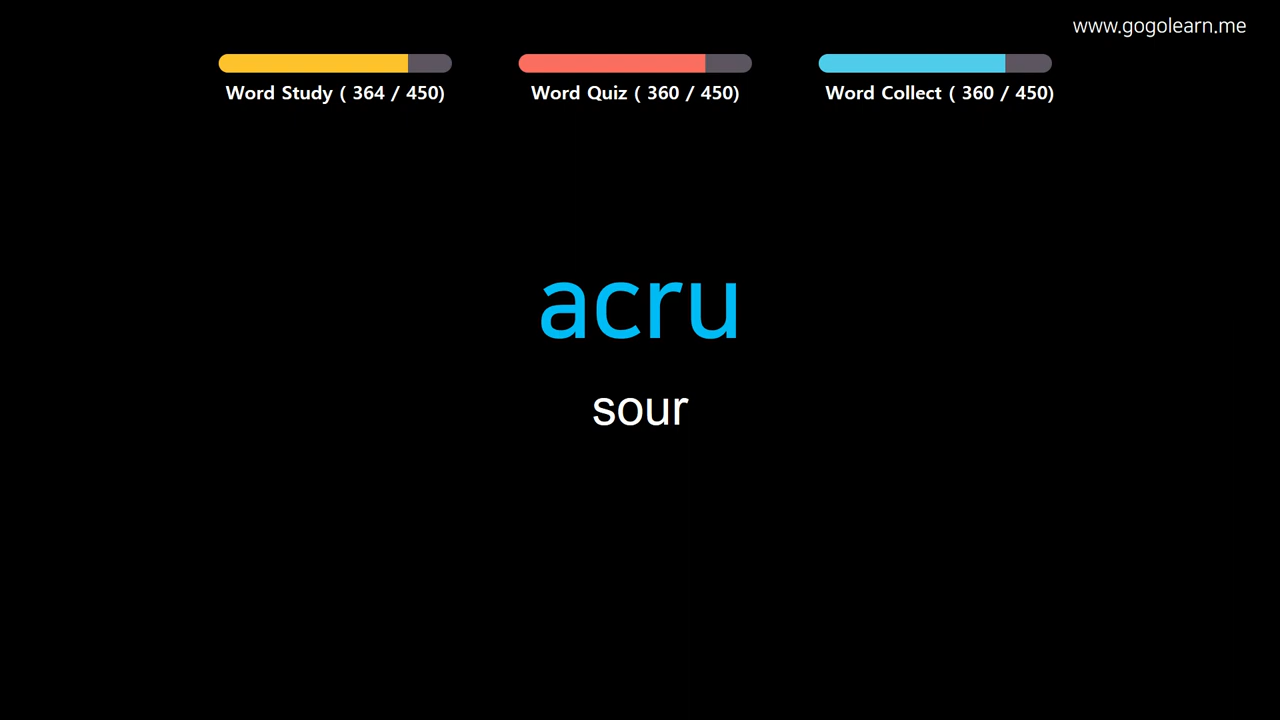 www.gogolearn.me
Word Study ( 364 / 450)
Word Quiz ( 360 / 450)
Word Collect ( 360 / 450)
acru
sour